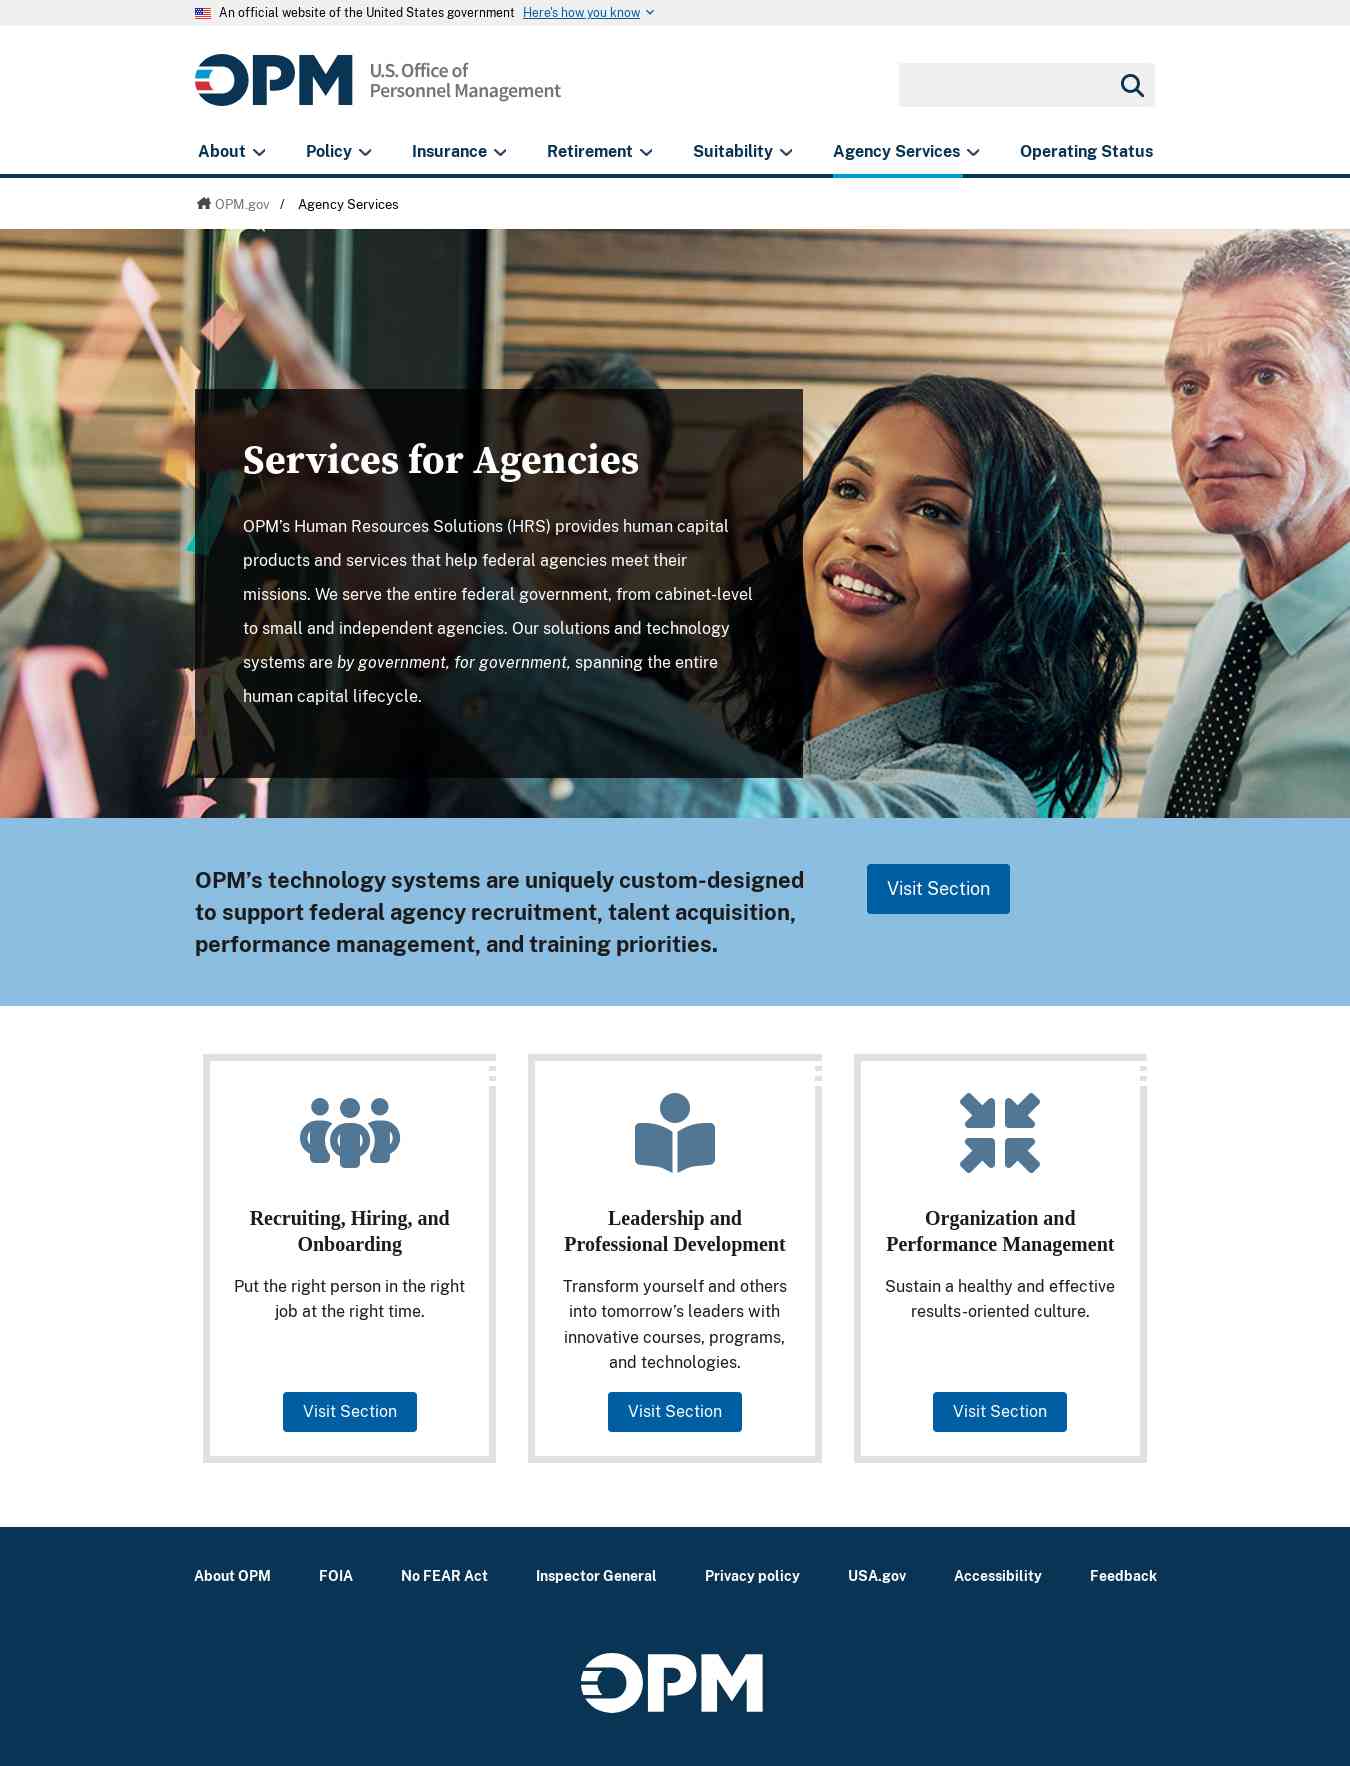 An official website of the United States government Here's how you know
OPM U.S. Office of
Personnel Management
About Policy Insurance Retirement Suitability Agency Services Operating Status
OPM.gov / Agency Services
Services for Agencies
OPM’s Human Resources Solutions (HRS) provides human capital
products and services that help federal agencies meet their
missions. We serve the entire federal government, from cabinet-level
to small and independent agencies. Our solutions and technology
systems are by government, for government, spanning the entire
human capital lifecycle.
OPM’s technology systems are uniquely custom-designed
to support federal agency recruitment, talent acquisition,
performance management, and training priorities.
Visit Section
Recruiting, Hiring, and
Onboarding
Put the right person in the right
job at the right time.
Visit Section
Leadership and
Professional Development
Transform yourself and others
into tomorrow’s leaders with
innovative courses, programs,
and technologies.
Visit Section
Organization and
Performance Management
Sustain a healthy and effective
results-oriented culture.
Visit Section
About OPM FOIA No FEAR Act Inspector General Privacy policy USA.gov Accessibility Feedback
OPM